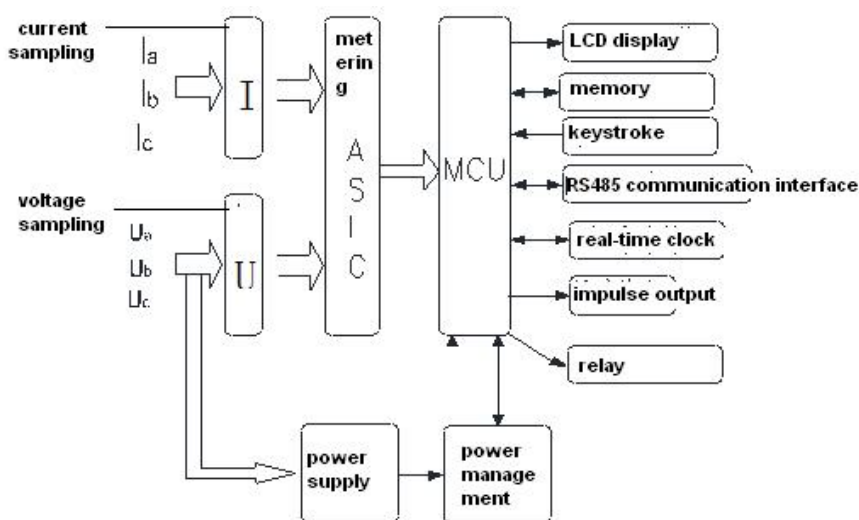 current
sampling
Ia
Ib
Ic
I
voltage
sampling
Ua
Ub
Uc
U
met
erin
g
A
S
I
C
MCU
LCD display
memory
keystroke
RS485 communication interface
real-time clock
impulse output
relay
power
supply
power
manage
ment